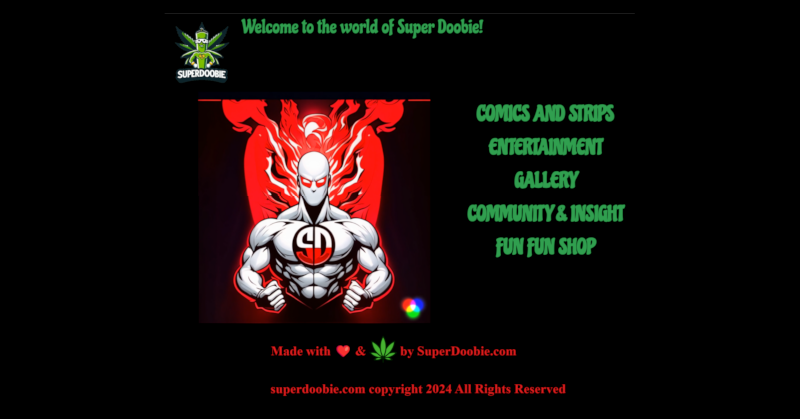 Welcome to the world of Super Doobie!
SUPERDOOBIE
COMICS AND STRIPS
ENTERTAINMENT
GALLERY
COMMUNITY & INSIGHT
FUN FUN SHOP
SD
Made with ❤️ & by SuperDoobie.com
superdoobie.com copyright 2024 All Rights Reserved